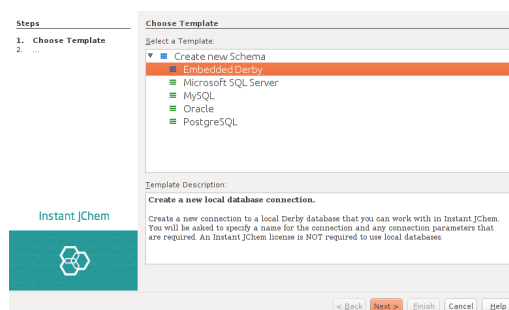 Steps
1. Choose Template
2. ...
Instant JChem
Choose Template
Select a Template:
Create new Schema
Embedded Derby
Microsoft SQL Server
MySQL
Oracle
PostgreSQL
Template Description:
Create a new local database connection.
Create a new connection to a local Derby database that you can work with in Instant JChem.
You will be asked to specify a name for the connection and any connection parameters that
are required. An Instant JChem license is NOT required to use local databases.
< Back Next > Finish Cancel Help